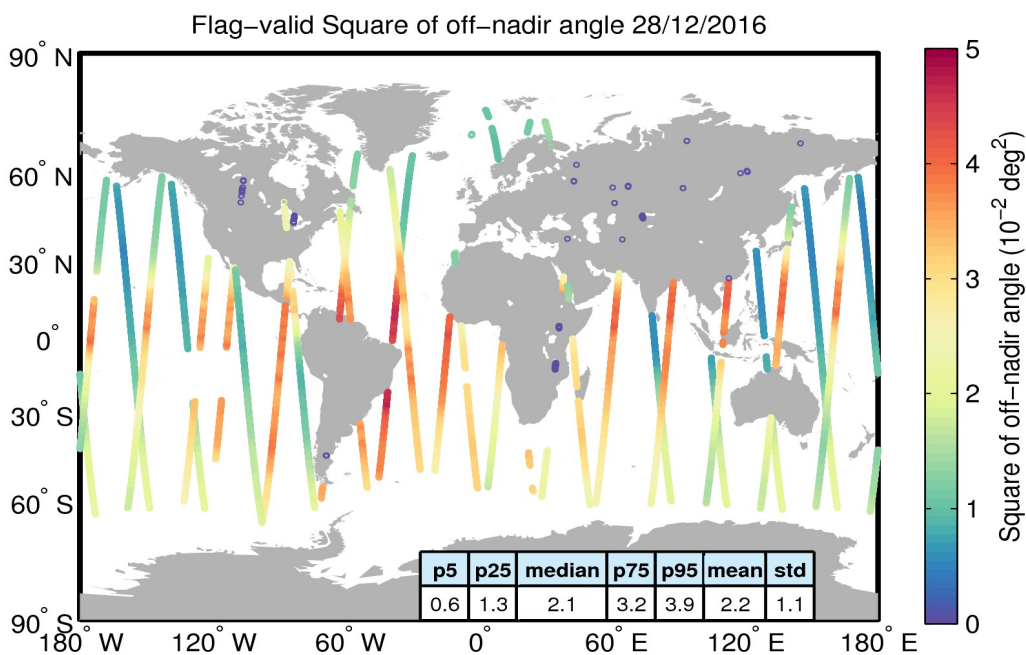 Flag-valid Square of off-nadir angle 28/12/2016
90° N
60° N
30° N
0°
30° S
60° S
90° S
180° W
120° W
60° W
0°
60° E
120° E
180° E
p5 p25 median p75 p95 mean std
0.6 1.3 2.1 3.2 3.9 2.2 1.1
5
4
3
2
1
0
Square of off-nadir angle (10⁻² deg²)